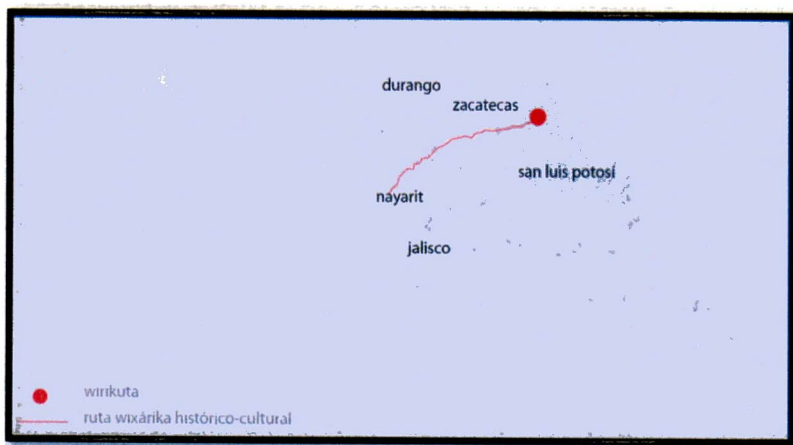 durango
zacatecas
san luis potosí
nayarit
jalisco
wirikuta
ruta wixárika histórico-cultural